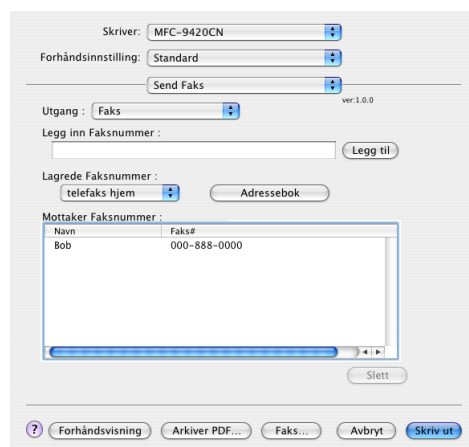 Skriver: MFC-9420CN
Forhåndsinnstilling: Standard
Send Faks
ver:1.0.0
Utgang : Faks
Legg inn Faksnummer :
Legg til
Lagrede Faksnummer :
telefaks hjem Adressebok
Mottaker Faksnummer :
Navn Faks#
Bob 000-888-0000
Slett
? Forhåndsvisning Arkiver PDF... Faks... Avbryt Skriv ut